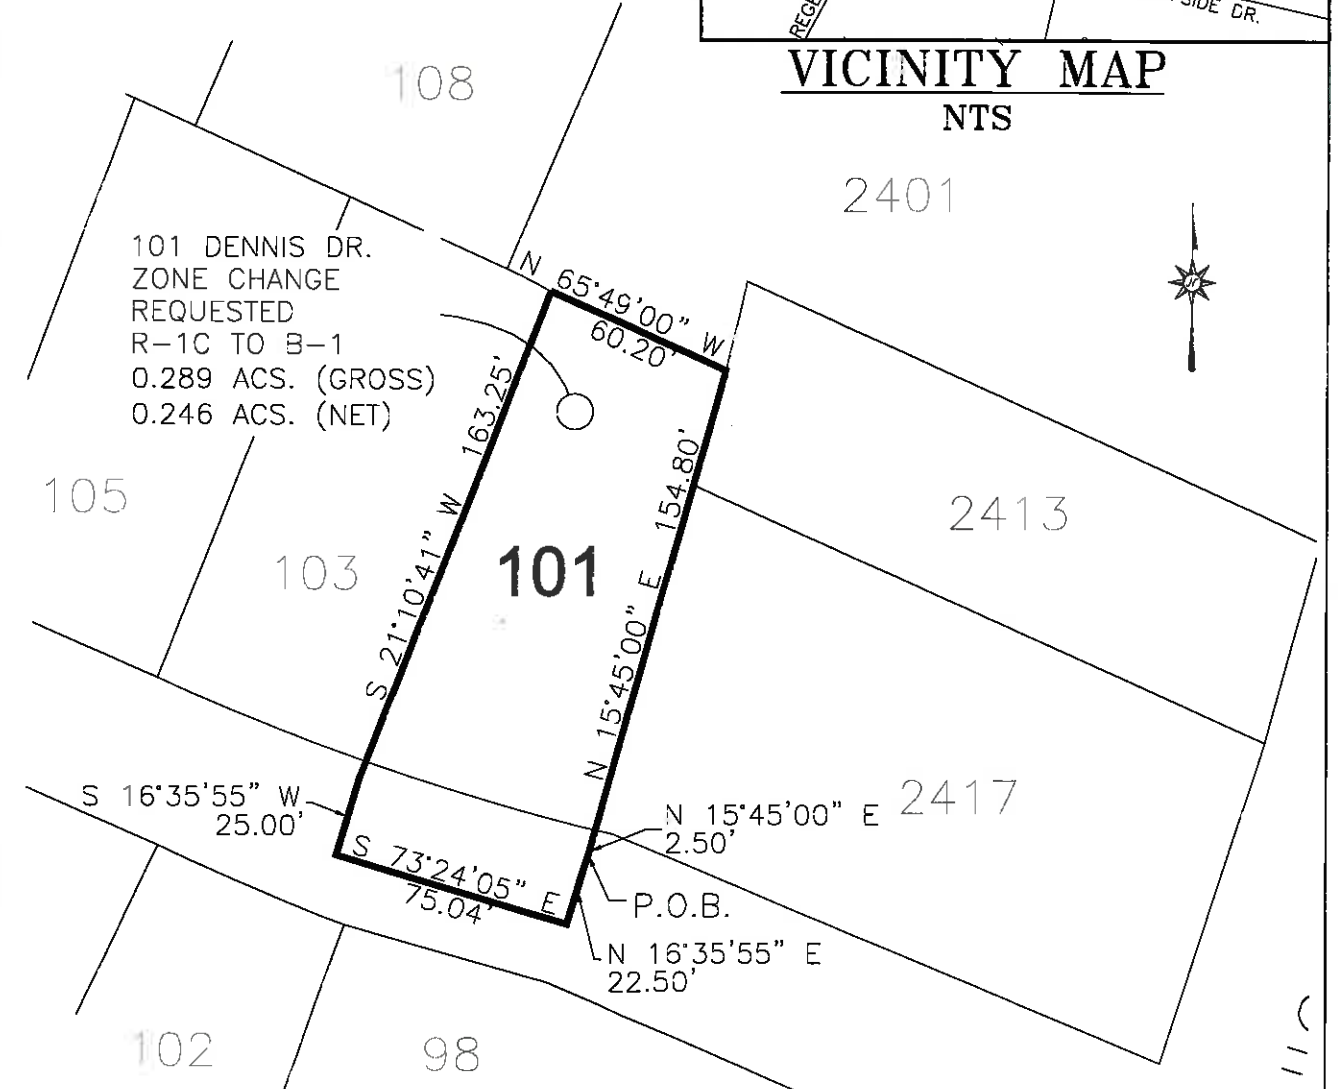 SIDE DR.
VICINITY MAP
NTS
108
2401
101 DENNIS DR.
ZONE CHANGE
REQUESTED
R-1C TO B-1
0.289 ACS. (GROSS)
0.246 ACS. (NET)
N 65°49'00" W
60.20'
163.25'
S 21°10'41" W
154.80'
N 15°45'00" E
105
103
101
2413
2417
S 16°35'55" W
25.00'
N 15°45'00" E
2.50'
S 73°24'05" E
75.04'
P.O.B.
N 16°35'55" E
22.50'
102
98
N